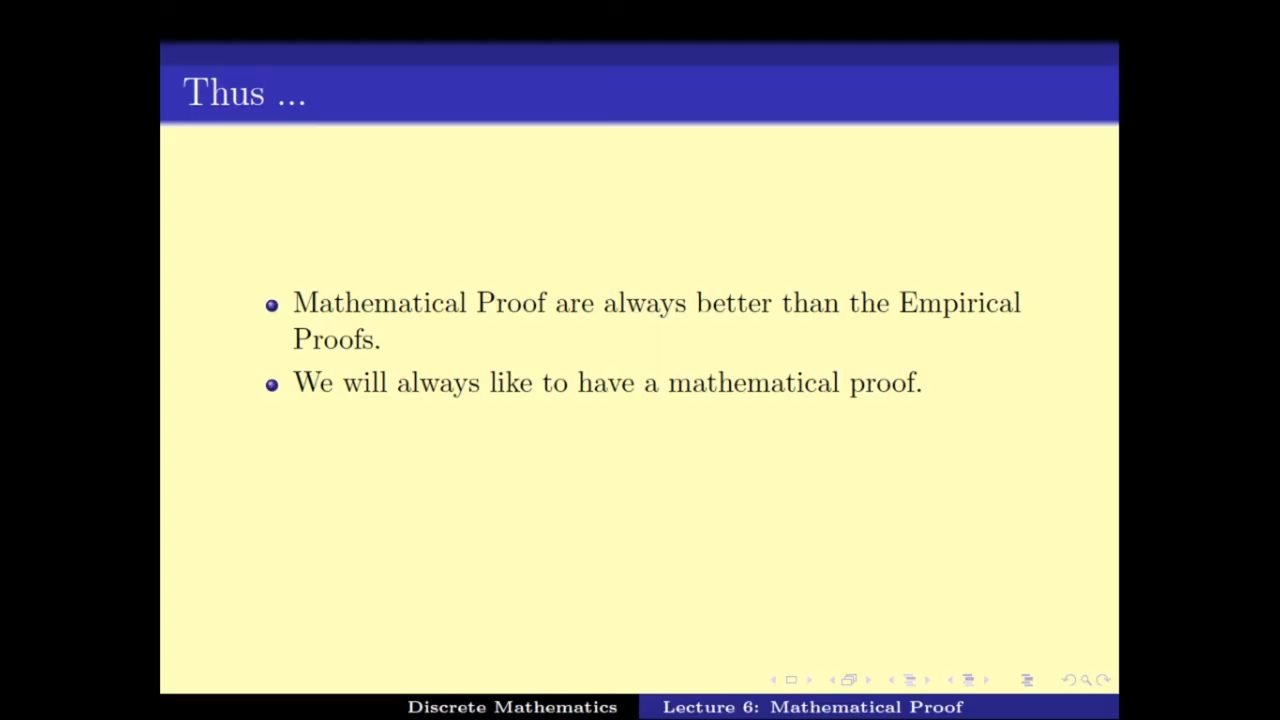 Thus ...
Mathematical Proof are always better than the Empirical
Proofs.
We will always like to have a mathematical proof.
Discrete Mathematics
Lecture 6: Mathematical Proof